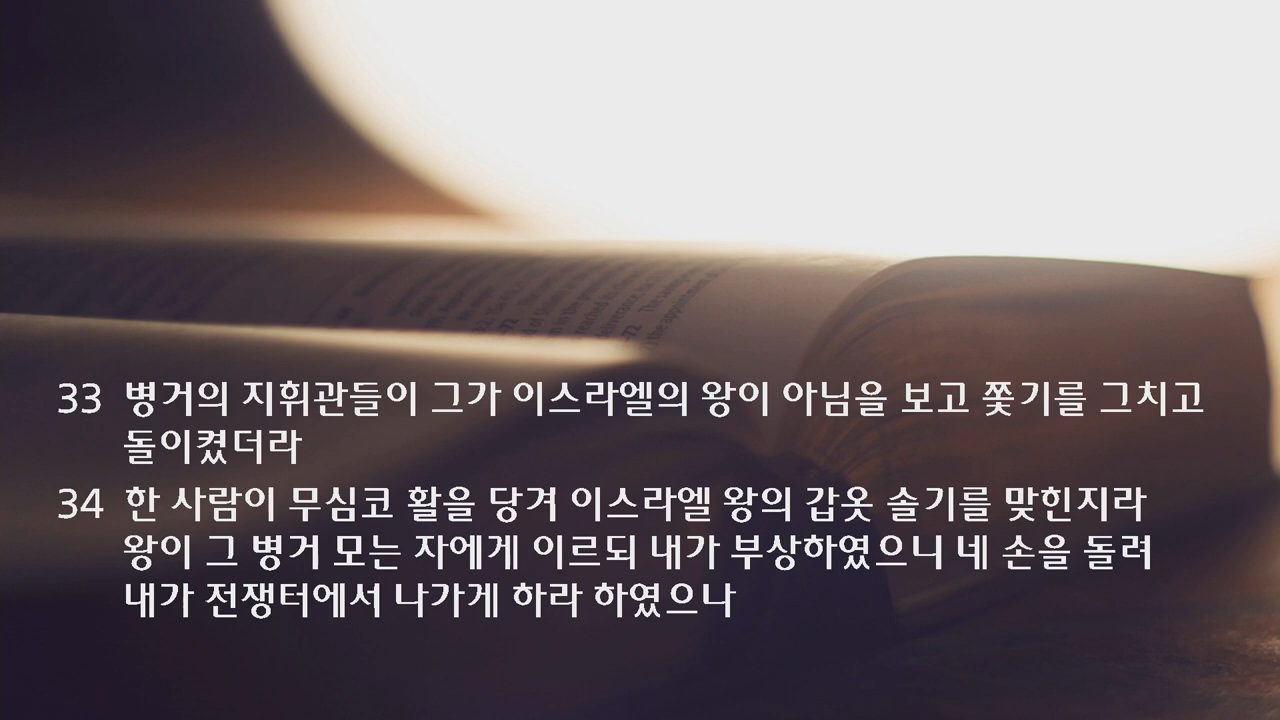 33 병거의 지휘관들이 그가 이스라엘의 왕이 아님을 보고 쫓기를 그치고
돌이켰더라
34 한 사람이 무심코 활을 당겨 이스라엘 왕의 갑옷 솔기를 맞힌지라
왕이 그 병거 모는 자에게 이르되 내가 부상하였으니 네 손을 돌려
내가 전쟁터에서 나가게 하라 하였으나